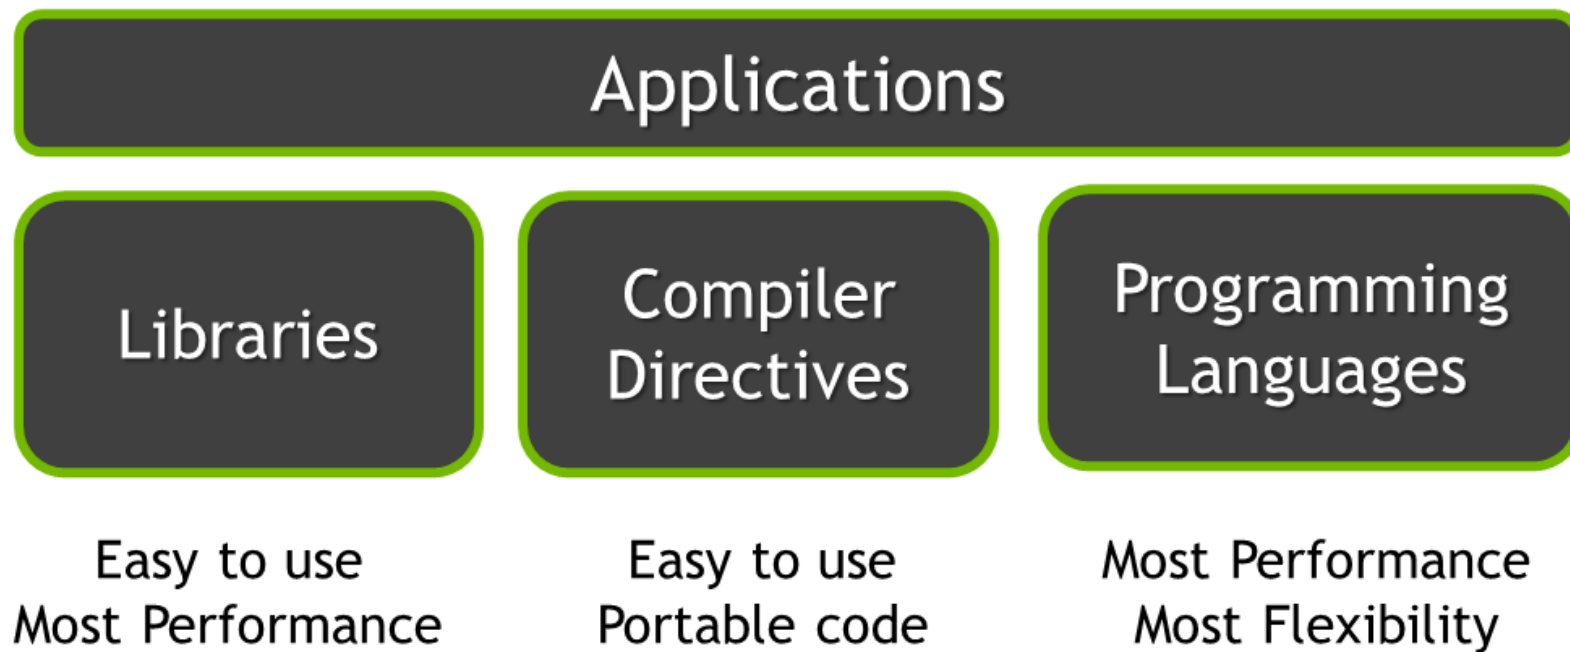 Applications
Libraries
Compiler
Directives
Programming
Languages
Easy to use
Most Performance
Easy to use
Portable code
Most Performance
Most Flexibility